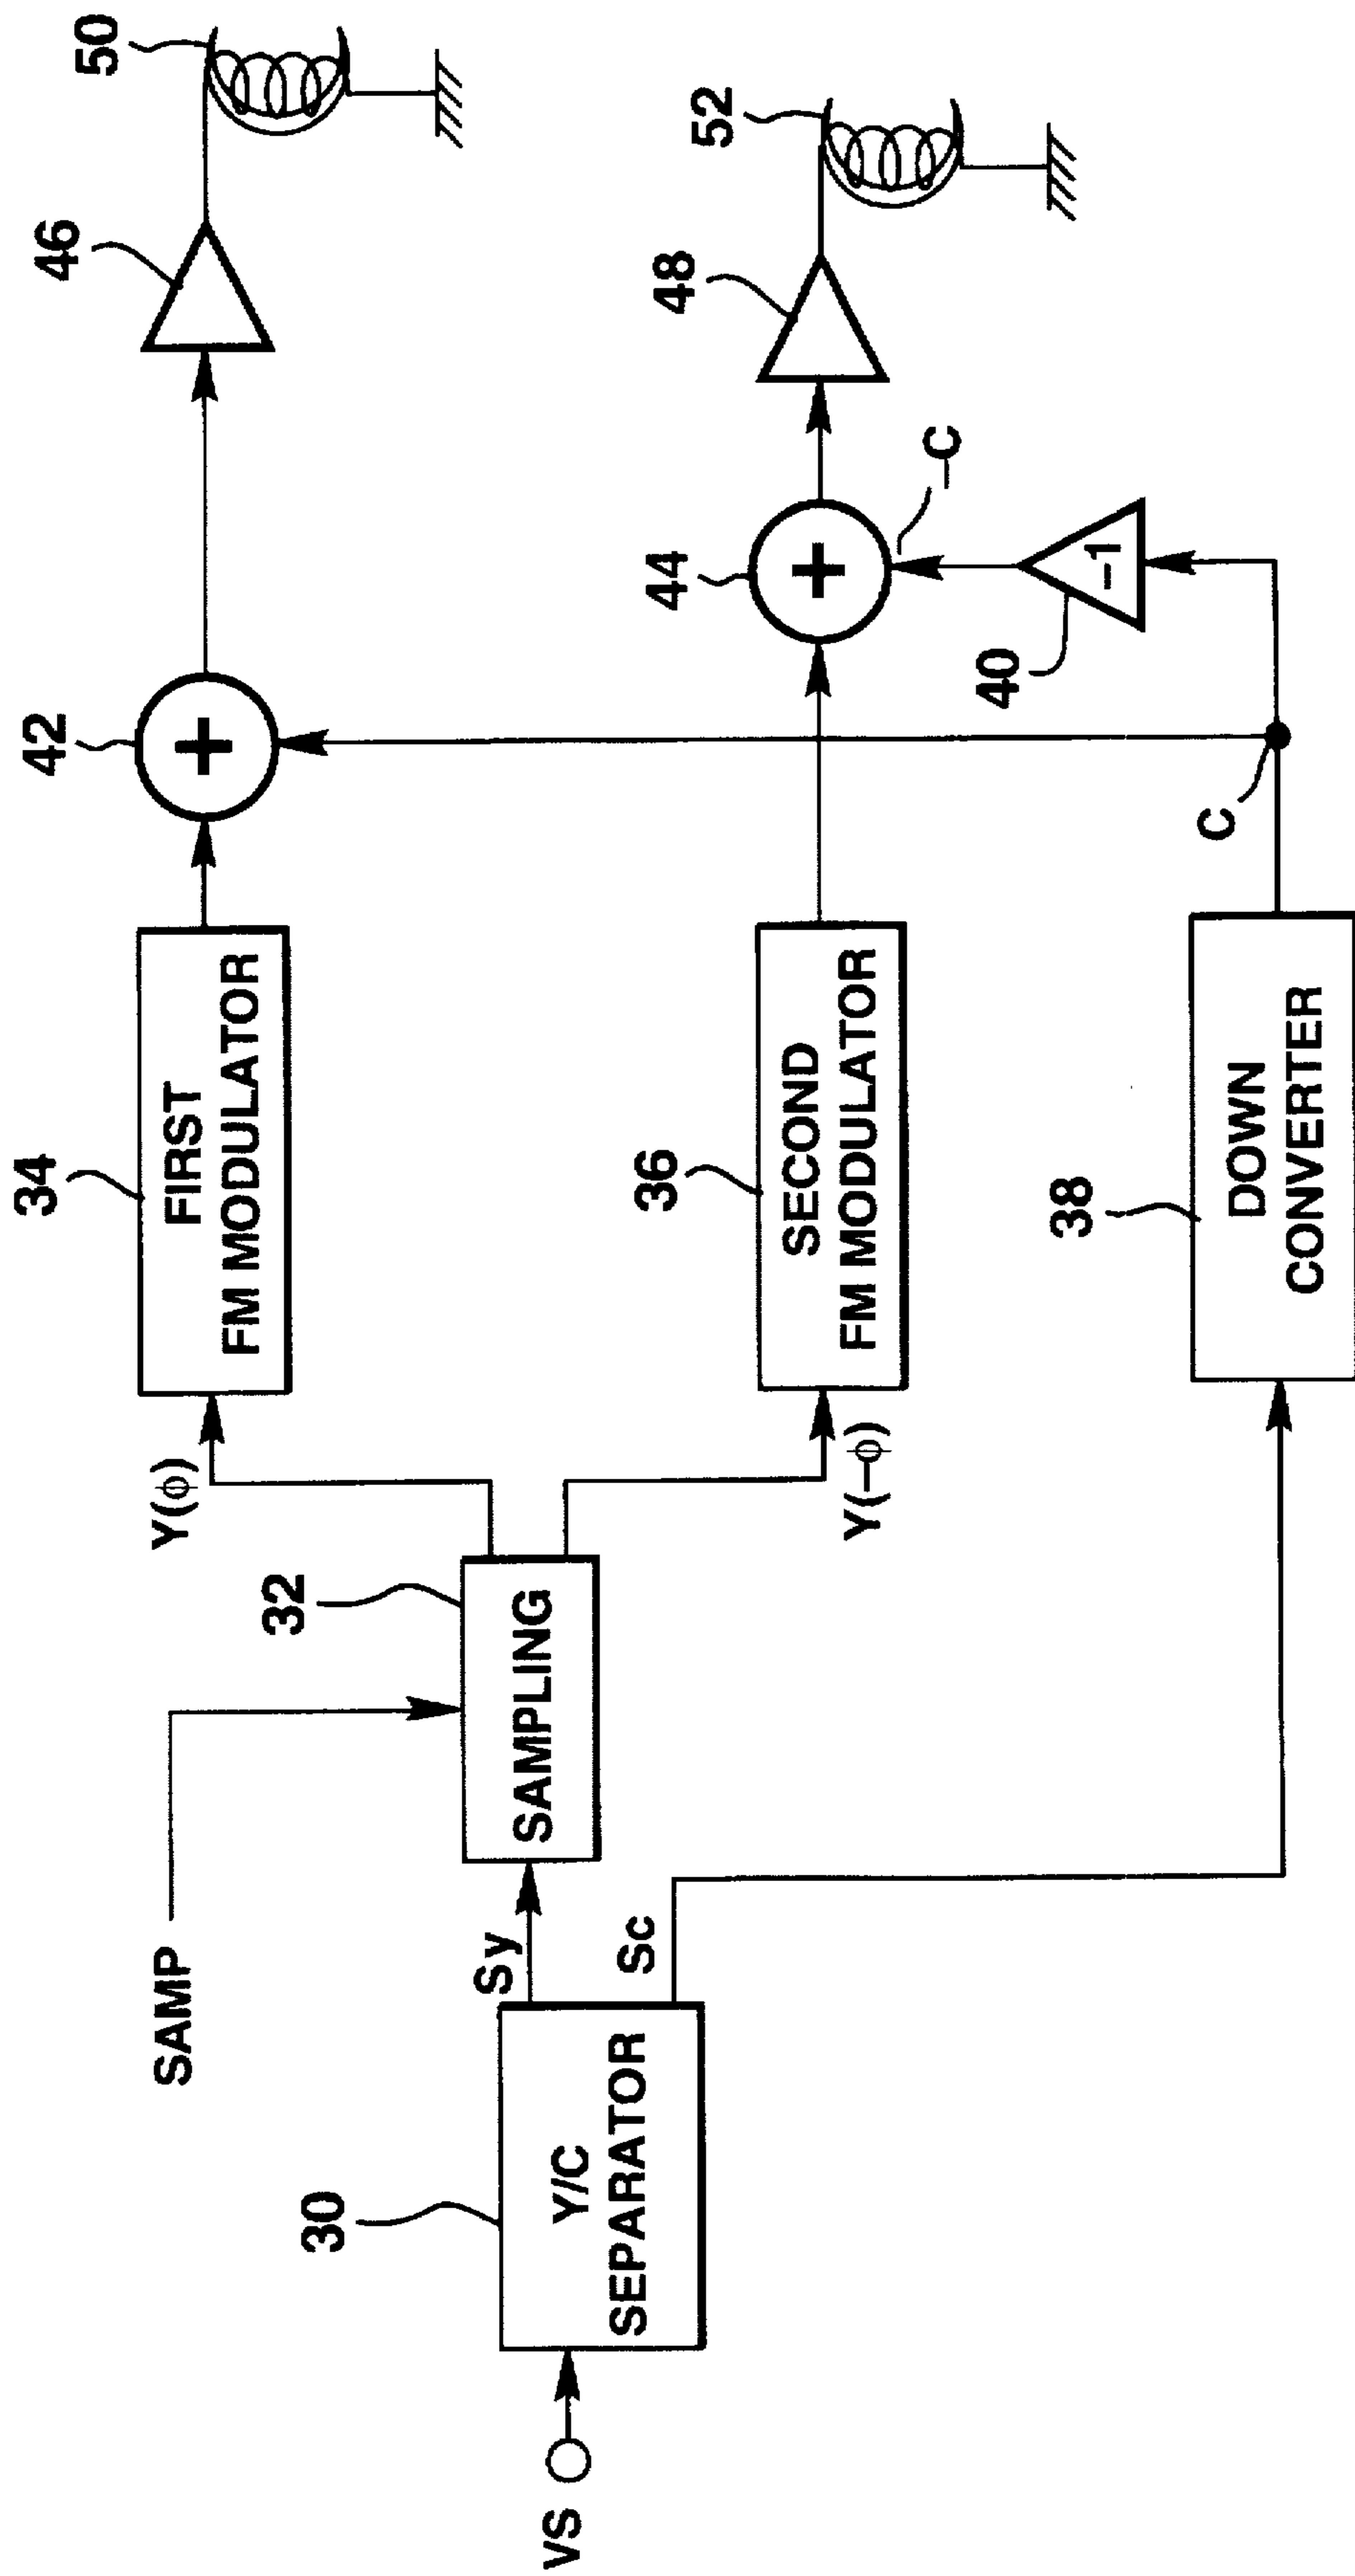 VS
30
Y/C
SEPARATOR
Sy
Sc
SAMP
32
SAMPLING
Y(ϕ)
Y(−ϕ)
34
FIRST
FM MODULATOR
36
SECOND
FM MODULATOR
38
DOWN
CONVERTER
C
42
+
44
+
40
−1
−C
46
48
50
52